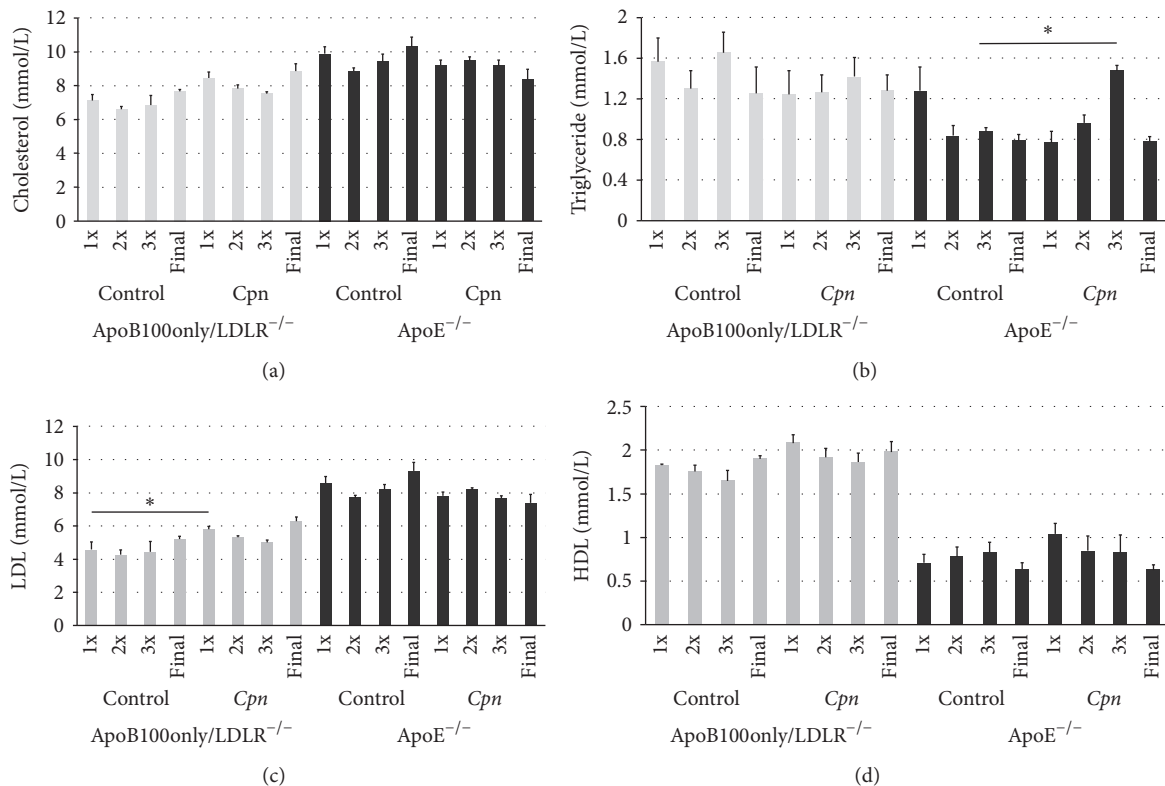 12
10
8
6
4
2
0
Cholesterol (mmol/L)
1x 2x 3x Final 1x 2x 3x Final 1x 2x 3x Final 1x 2x 3x Final
Control Cpn Control Cpn
ApoB100only/LDLR−/− ApoE−/−
(a)
2
1.6
1.2
0.8
0.4
0
Triglyceride (mmol/L)
*
1x 2x 3x Final 1x 2x 3x Final 1x 2x 3x Final 1x 2x 3x Final
Control Cpn Control Cpn
ApoB100only/LDLR−/− ApoE−/−
(b)
12
10
8
6
4
2
0
LDL (mmol/L)
*
1x 2x 3x Final 1x 2x 3x Final 1x 2x 3x Final 1x 2x 3x Final
Control Cpn Control Cpn
ApoB100only/LDLR−/− ApoE−/−
(c)
2.5
2
1.5
1
0.5
0
HDL (mmol/L)
1x 2x 3x Final 1x 2x 3x Final 1x 2x 3x Final 1x 2x 3x Final
Control Cpn Control Cpn
ApoB100only/LDLR−/− ApoE−/−
(d)